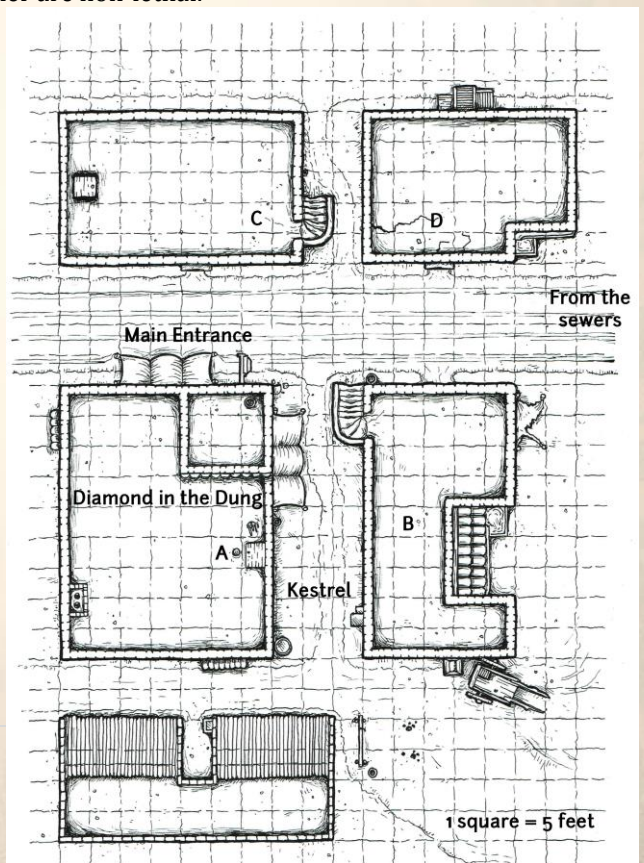 C
D
From the
sewers
Main Entrance
Diamond in the Dung
A
B
Kestrel
1 square = 5 feet